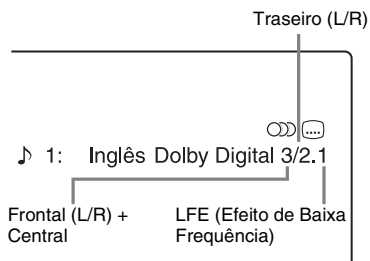 Traseiro (L/R)
♪ 1: Inglês Dolby Digital 3/2.1
Frontal (L/R) +
Central
LFE (Efeito de Baixa
Frequência)